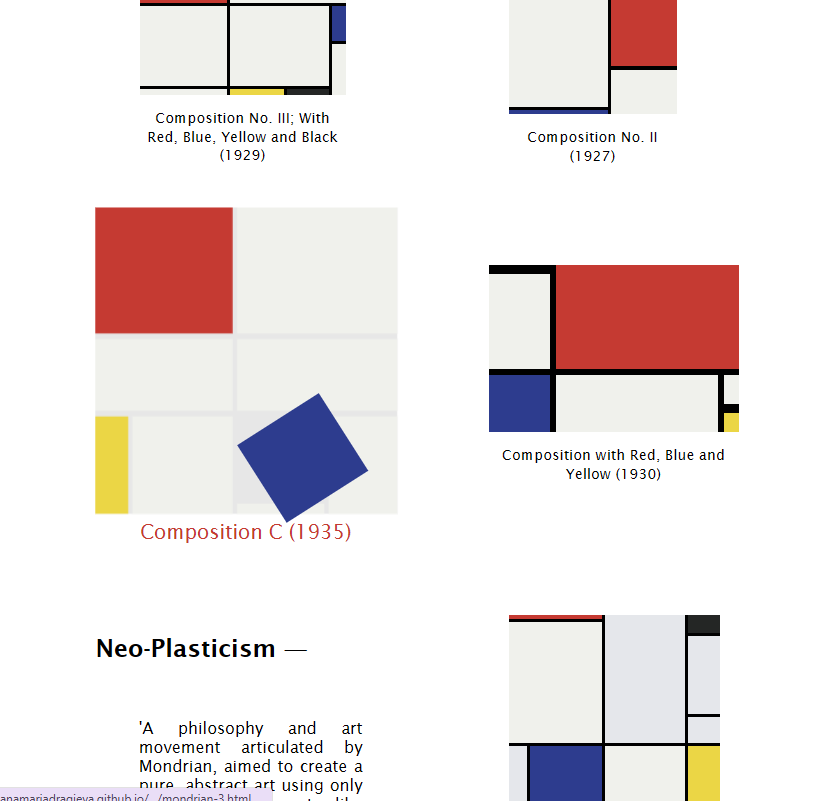 Composition No. III; With
Red, Blue, Yellow and Black
(1929)
Composition No. II
(1927)
Composition with Red, Blue and
Yellow (1930)
Composition C (1935)
Neo-Plasticism —
'A philosophy and art
movement articulated by
Mondrian, aimed to create a
pure, abstract art using only
anamariadragieva.github.io/.../mondrian-3.html